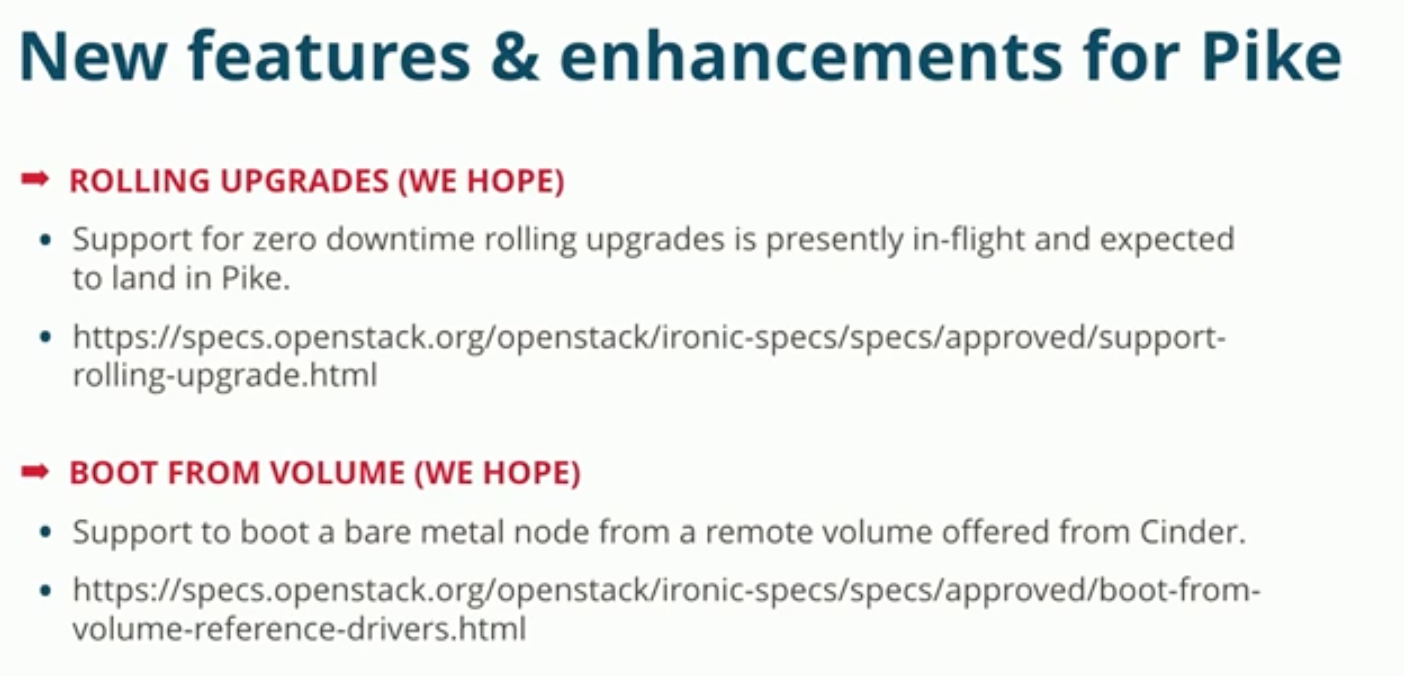 New features & enhancements for Pike
➡ ROLLING UPGRADES (WE HOPE)
• Support for zero downtime rolling upgrades is presently in-flight and expected
to land in Pike.
• https://specs.openstack.org/openstack/ironic-specs/specs/approved/support-
rolling-upgrade.html
➡ BOOT FROM VOLUME (WE HOPE)
• Support to boot a bare metal node from a remote volume offered from Cinder.
• https://specs.openstack.org/openstack/ironic-specs/specs/approved/boot-from-
volume-reference-drivers.html